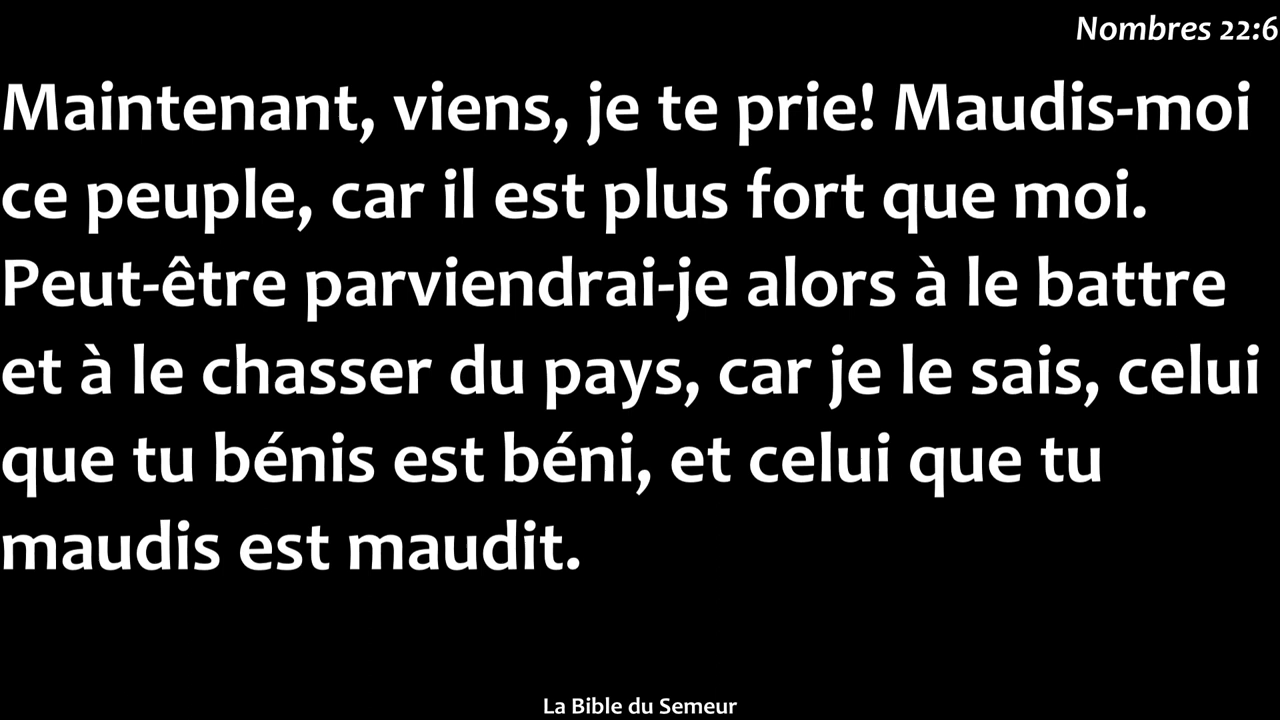 Nombres 22:6
Maintenant, viens, je te prie! Maudis-moi
ce peuple, car il est plus fort que moi.
Peut-être parviendrai-je alors à le battre
et à le chasser du pays, car je le sais, celui
que tu bénis est béni, et celui que tu
maudis est maudit.
La Bible du Semeur